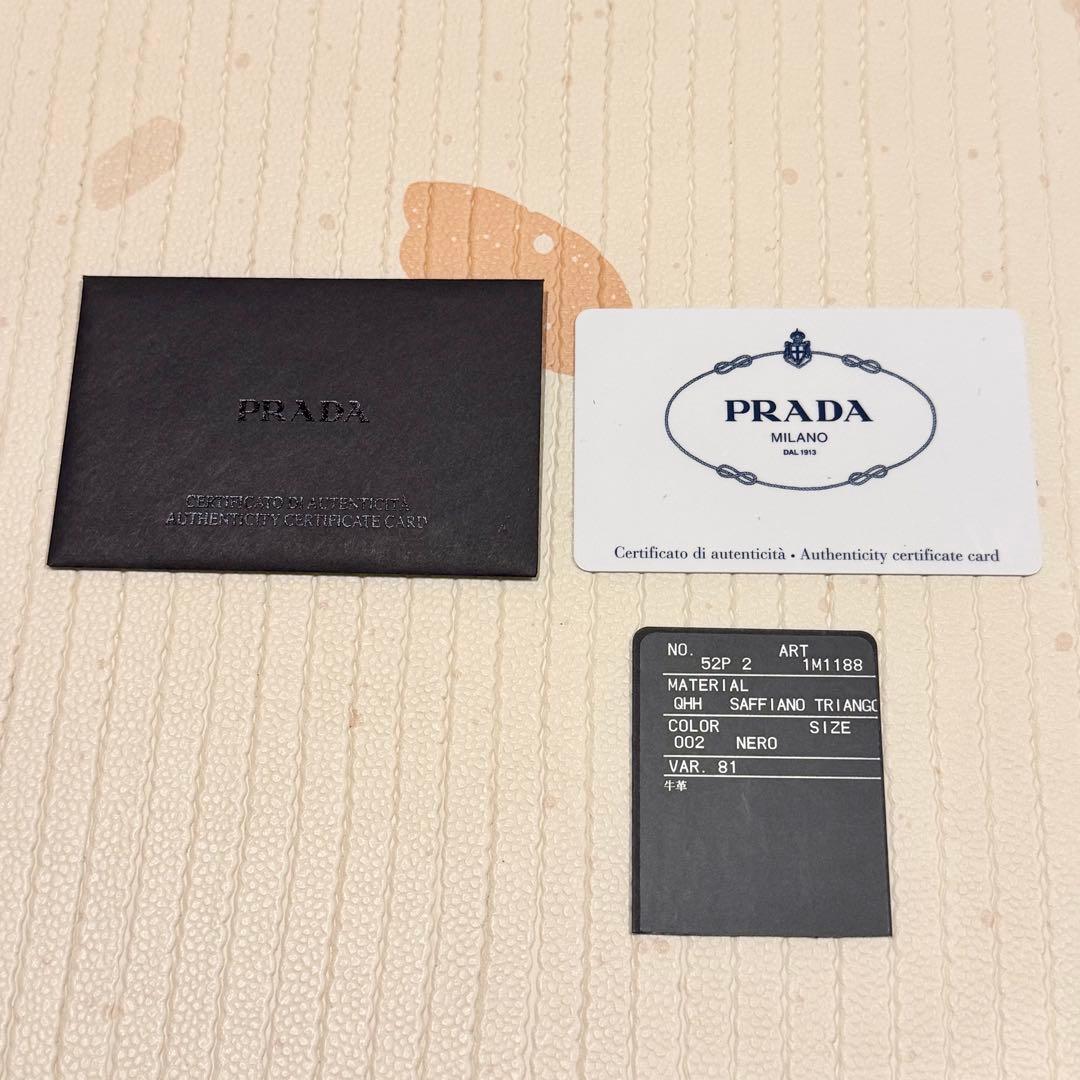 PRADA
CERTIFICATO DI AUTENTICITÀ
AUTHENTICITY CERTIFICATE CARD
PRADA
MILANO
DAL 1913
Certificato di autenticità • Authenticity certificate card
NO. ART
52P 2 1M1188
MATERIAL
QHH SAFFIANO TRIANGO
COLOR SIZE
002 NERO
VAR. 81
牛革